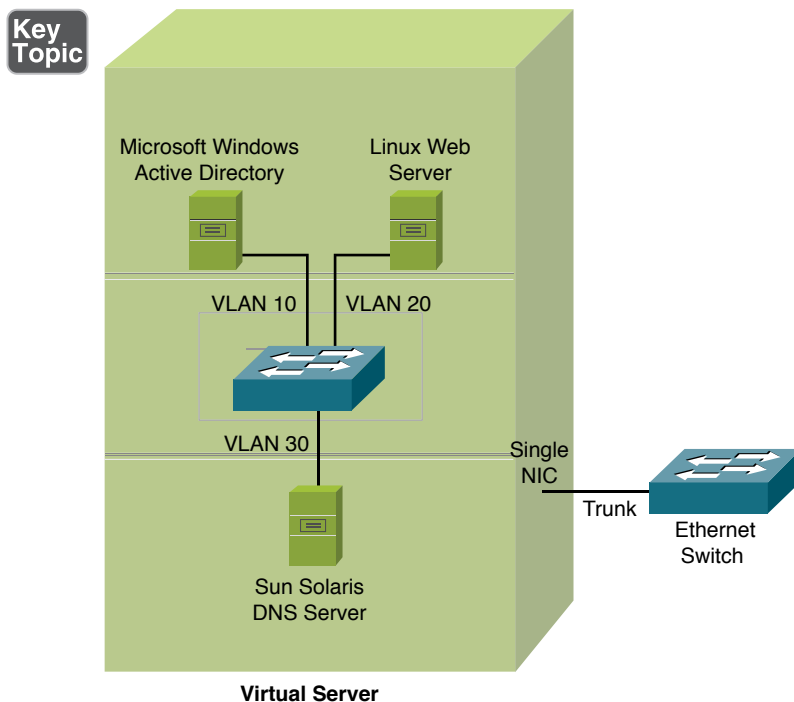 Key
Topic
Microsoft Windows
Active Directory
Linux Web
Server
VLAN 10
VLAN 20
VLAN 30
Single
NIC
Trunk
Ethernet
Switch
Sun Solaris
DNS Server
Virtual Server